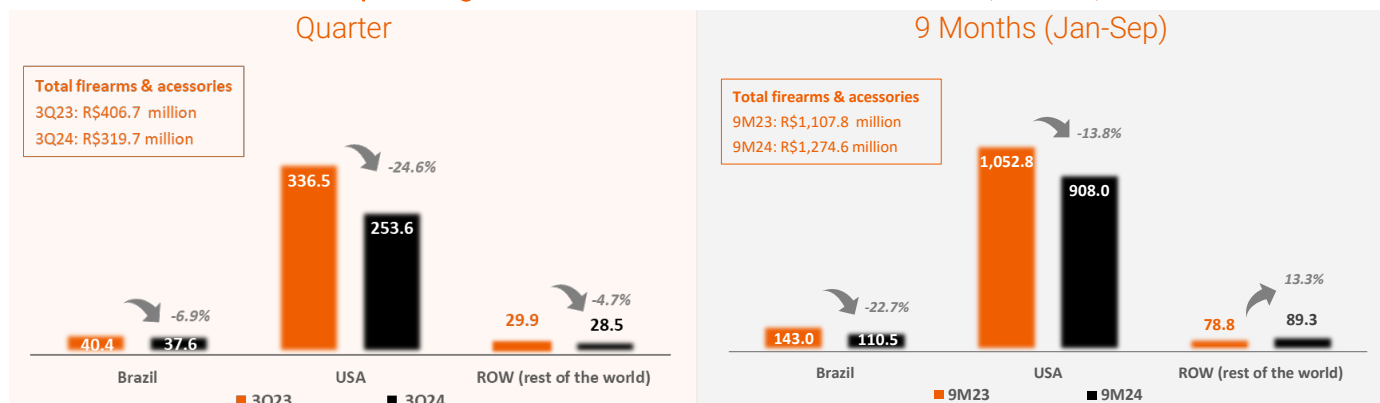 Quarter
Total firearms & acessories
3Q23: R$406.7 million
3Q24: R$319.7 million
336.5
-24.6%
253.6
-6.9%
40.4
37.6
-4.7%
29.9
28.5
Brazil
USA
ROW (rest of the world)
3Q23
3Q24
9 Months (Jan-Sep)
Total firearms & acessories
9M23: R$1,107.8 million
9M24: R$1,274.6 million
-13.8%
1,052.8
908.0
-22.7%
143.0
110.5
13.3%
78.8
89.3
Brazil
USA
ROW (rest of the world)
9M23
9M24